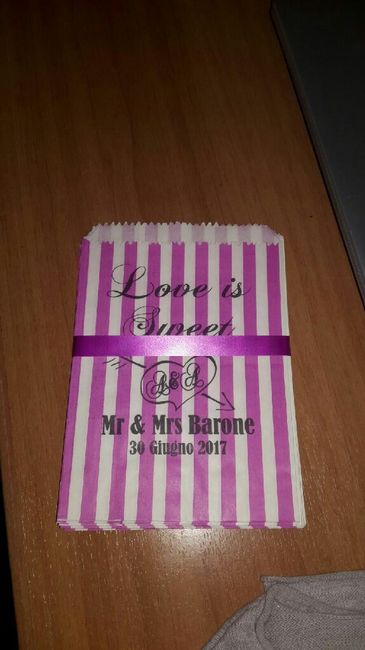 Love is
Sweet
A&A
Mr & Mrs Barone
30 Giugno 2017